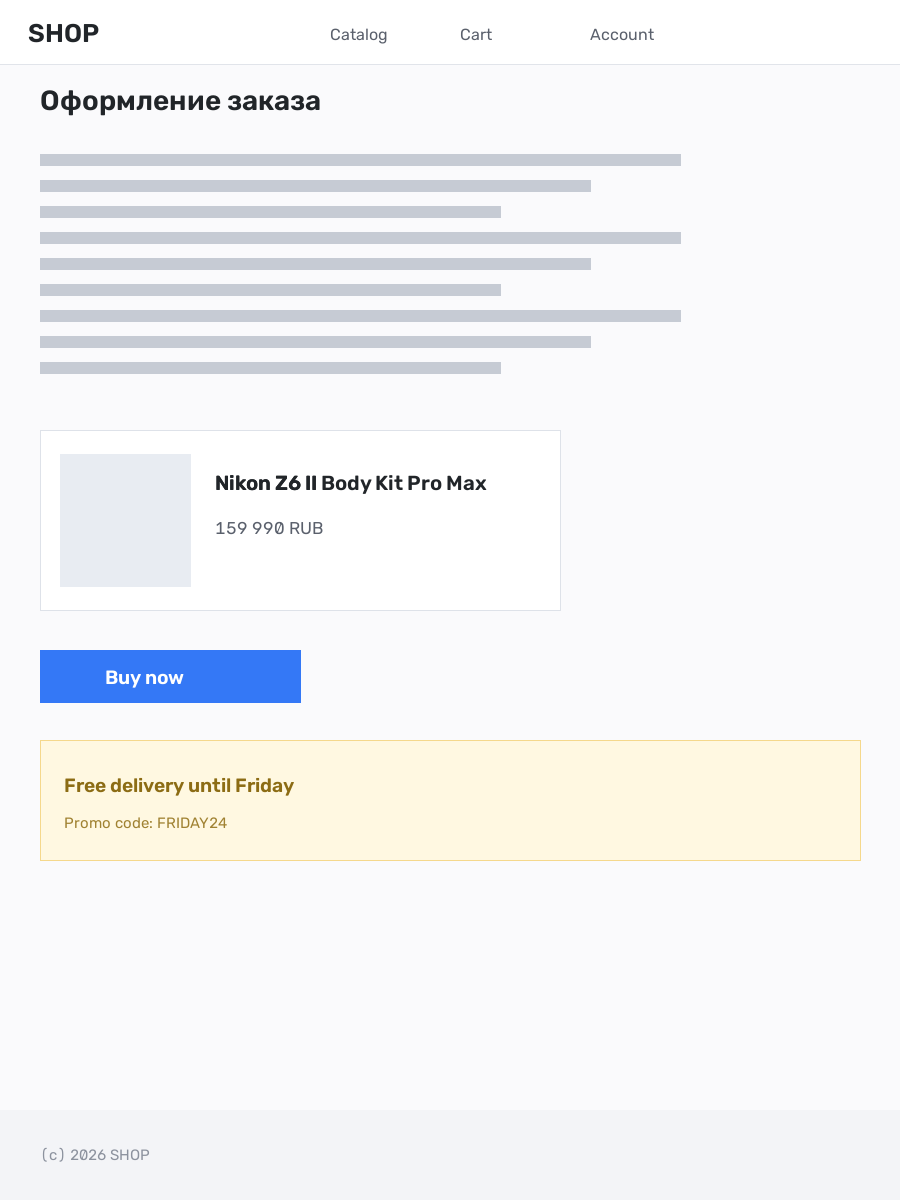 SHOP
Catalog
Cart
Account
Оформление заказа
Nikon Z6 II Body Kit Pro Max
159 990 RUB
Buy now
Free delivery until Friday
Promo code: FRIDAY24
(c) 2026 SHOP